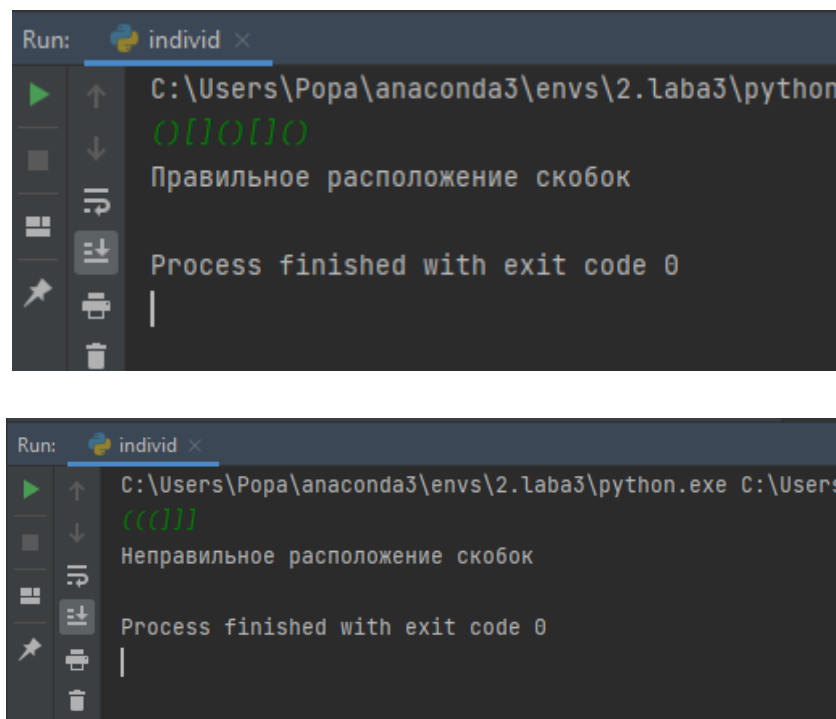 Run: individ ×
C:\Users\Popa\anaconda3\envs\2.laba3\python
()[]()[]()
Правильное расположение скобок
Process finished with exit code 0
Run: individ ×
C:\Users\Popa\anaconda3\envs\2.laba3\python.exe C:\Users
((()]]]
Неправильное расположение скобок
Process finished with exit code 0